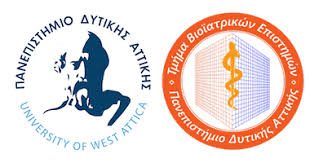 ΠΑΝΕΠΙΣΤΗΜΙΟ ΔΥΤΙΚΗΣ ΑΤΤΙΚΗΣ
UNIVERSITY OF WEST ATTICA
Τμήμα Βιοϊατρικών Επιστημών
Πανεπιστήμιο Δυτικής Αττικής